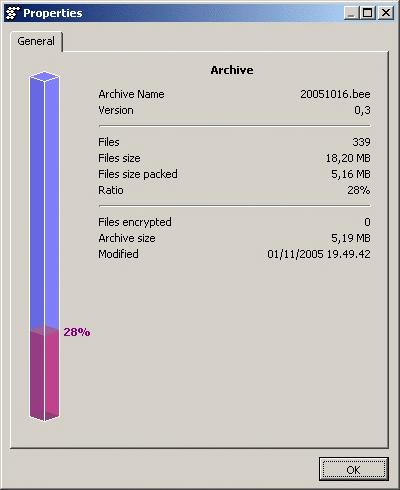 Properties
General
Archive
Archive Name 20051016.bee
Version 0,3
Files 339
Files size 18,20 MB
Files size packed 5,16 MB
Ratio 28%
Files encrypted 0
Archive size 5,19 MB
Modified 01/11/2005 19.49.42
28%
OK